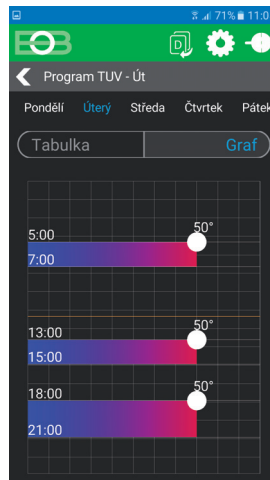 71% 11:0
EOB
D
Program TUV - Út
Pondělí Úterý Středa Čtvrtek Pátek
Tabulka Graf
50°
5:00
7:00
50°
13:00
15:00
50°
18:00
21:00